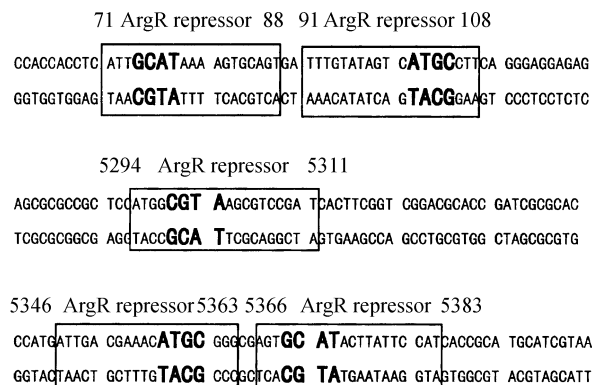 71 ArgR repressor 88 91 ArgR repressor 108
CCACCACCTC ATTGCATAAA AGTGCAGTGA TTTGTATAGT CATGCCTTCA GGGAGGAGAG
GGTGGTGGAG TAACGTATTT TCACGTCACT AAACATATCA GTACGGAAGT CCCTCCTCTC
5294 ArgR repressor 5311
AGCGCGCCGC TCCATGGCGT AAGCGTCCGA TCACTTCGGT CGGACGCACC GATCGCGCAC
TCGCGCGGCG AGGTACCGCA TTCGCAGGCT AGTGAAGCCA GCCTGCGTGG CTAGCGCGTG
5346 ArgR repressor 5363 5366 ArgR repressor 5383
CCATGATTGA CGAAACATGC GGGCGAGTGC ATACTTATTC CATCACCGCA TGCATCGTAA
GGTACTAACT GCTTTGTACG CCCGCTCACG TATGAATAAG GTAGTGGCGT ACGTAGCATT